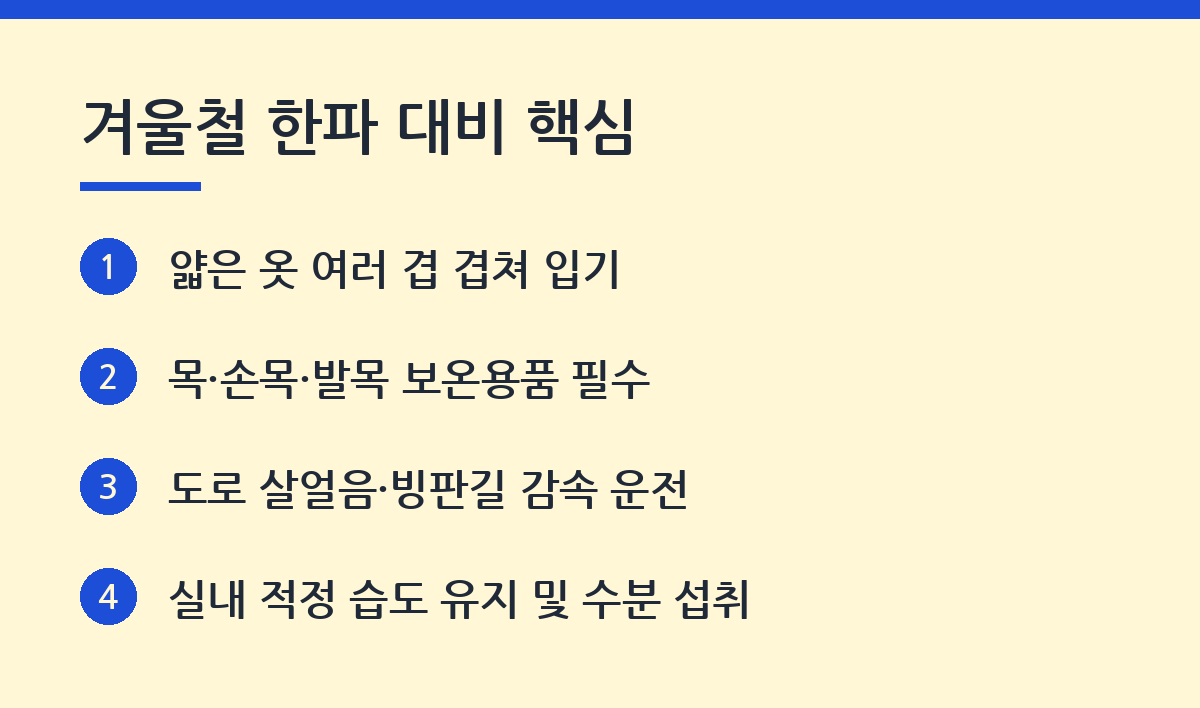 겨울철 한파 대비 핵심
1 얇은 옷 여러 겹 겹쳐 입기
2 목·손목·발목 보온용품 필수
3 도로 살얼음·빙판길 감속 운전
4 실내 적정 습도 유지 및 수분 섭취